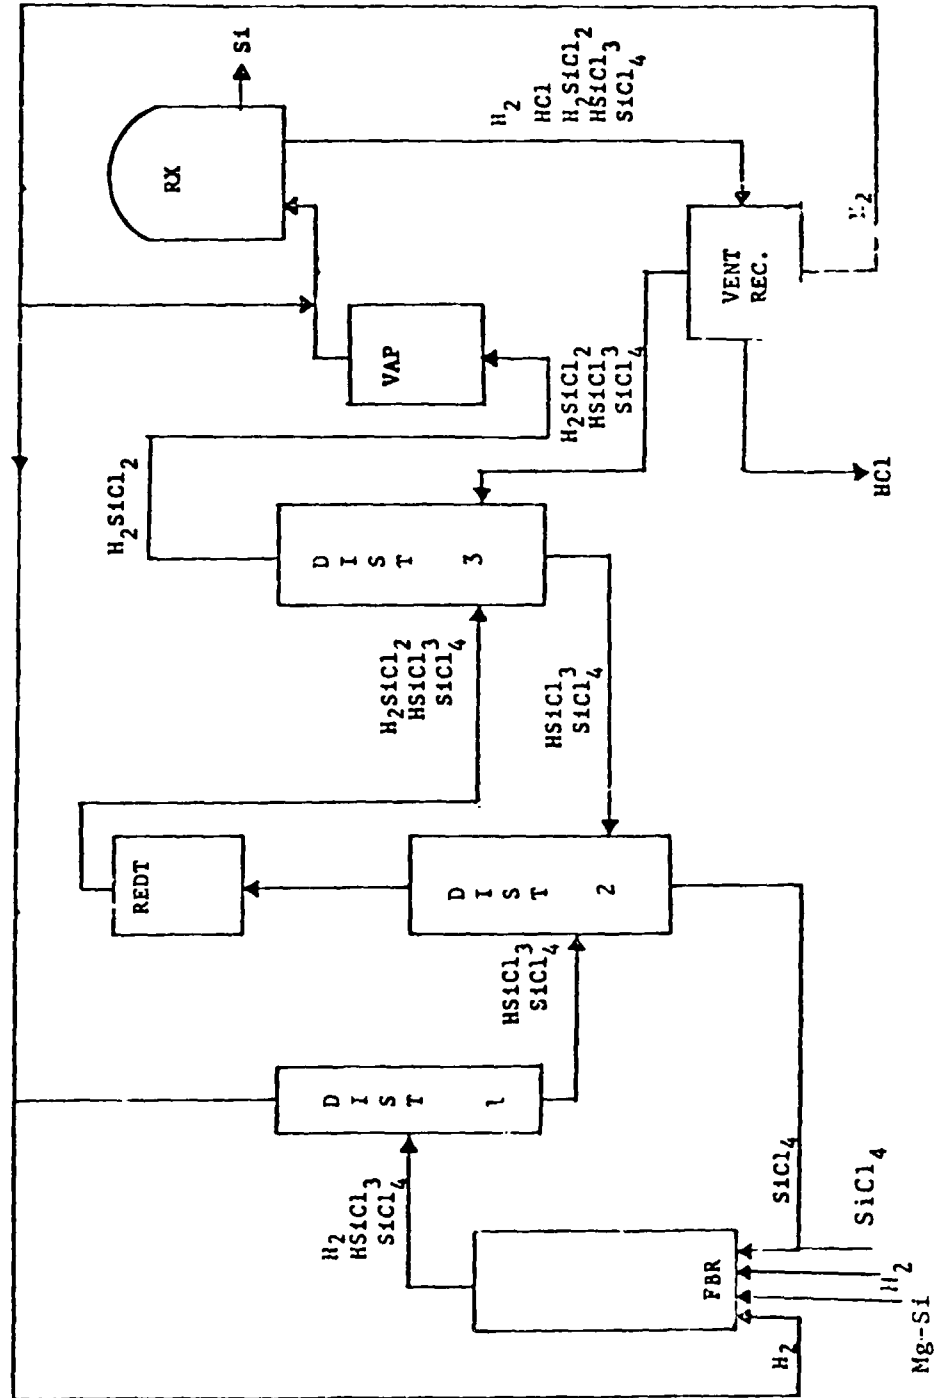 H2
HSiCl3
SiCl4
FBR
H2
Mg-Si
H2
SiCl4
SiCl4
DIST 1
HSiCl3
SiCl4
DIST 2
REDT
H2SiCl2
HSiCl3
SiCl4
HSiCl3
SiCl4
DIST 3
H2SiCl2
VAP
H2SiCl2
HSiCl3
SiCl4
HCl
RX
Si
H2
HCl
H2SiCl2
HSiCl3
SiCl4
VENT
REC.
H2